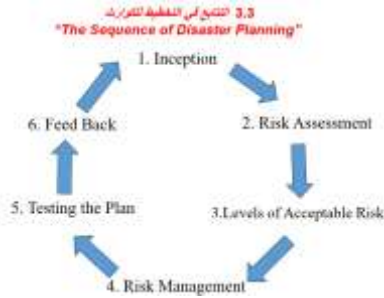 3.3 التتابع في التخطيط للكوارث
"The Sequence of Disaster Planning"
1. Inception
2. Risk Assessment
3.Levels of Acceptable Risk
4. Risk Management
5. Testing the Plan
6. Feed Back